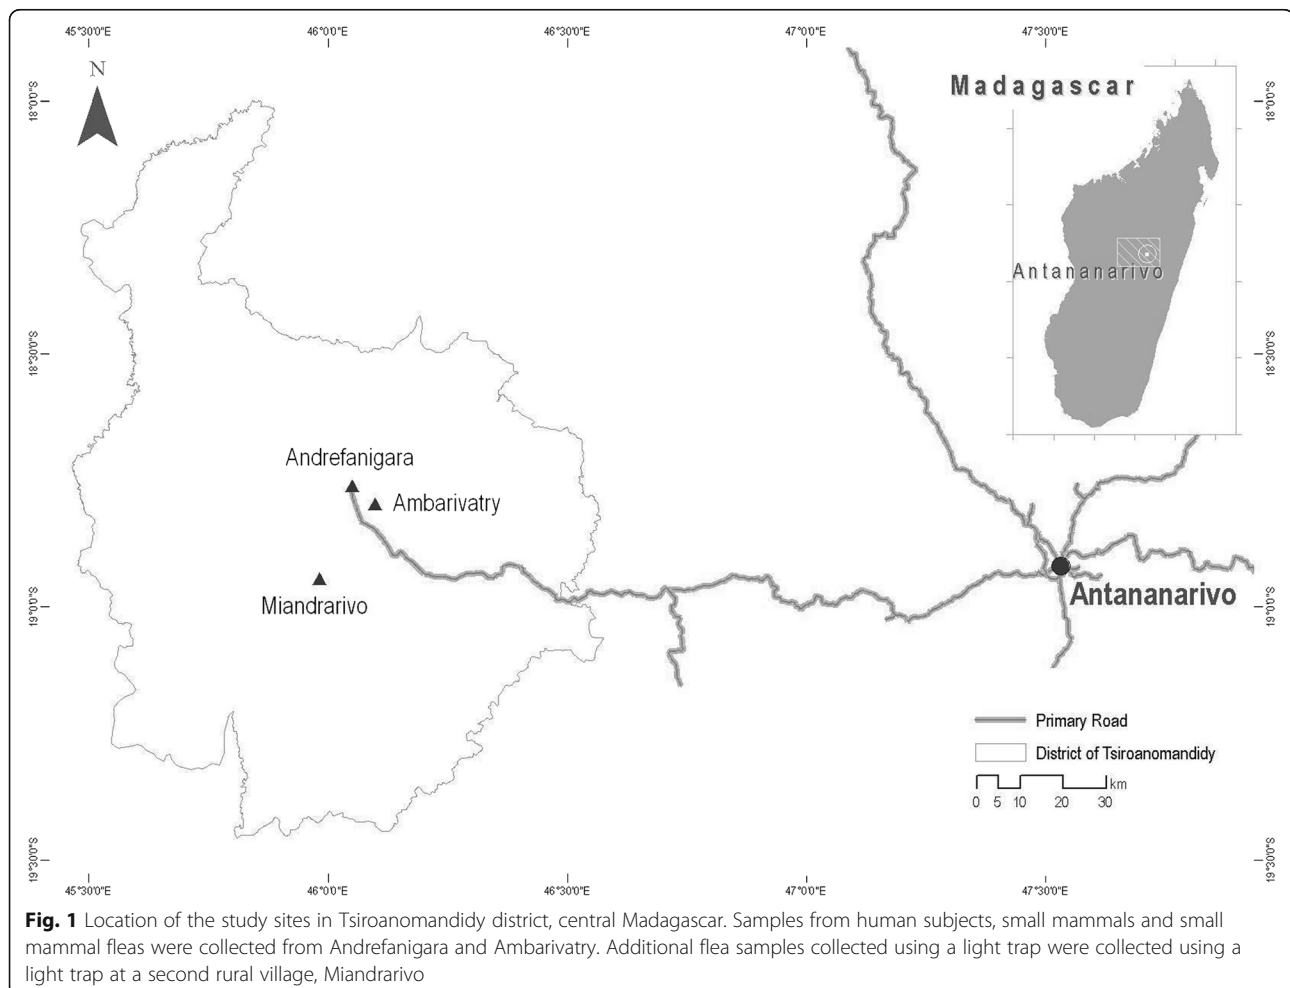 45°30'0"E 46°0'0"E 46°30'0"E 47°0'0"E 47°30'0"E
N
Madagascar
18°0'0"S 18°0'0"S
Antananarivo
18°30'0"S 18°30'0"S
Andrefanigara
Ambarivatry
Miandrarivo
Antananarivo
19°0'0"S 19°0'0"S
Primary Road
District of Tsiroanomandidy
km
0 5 10 20 30
19°30'0"S 19°30'0"S
45°30'0"E 46°0'0"E 46°30'0"E 47°0'0"E 47°30'0"E
Fig. 1 Location of the study sites in Tsiroanomandidy district, central Madagascar. Samples from human subjects, small mammals and small
mammal fleas were collected from Andrefanigara and Ambarivatry. Additional flea samples collected using a light trap were collected using a
light trap at a second rural village, Miandrarivo